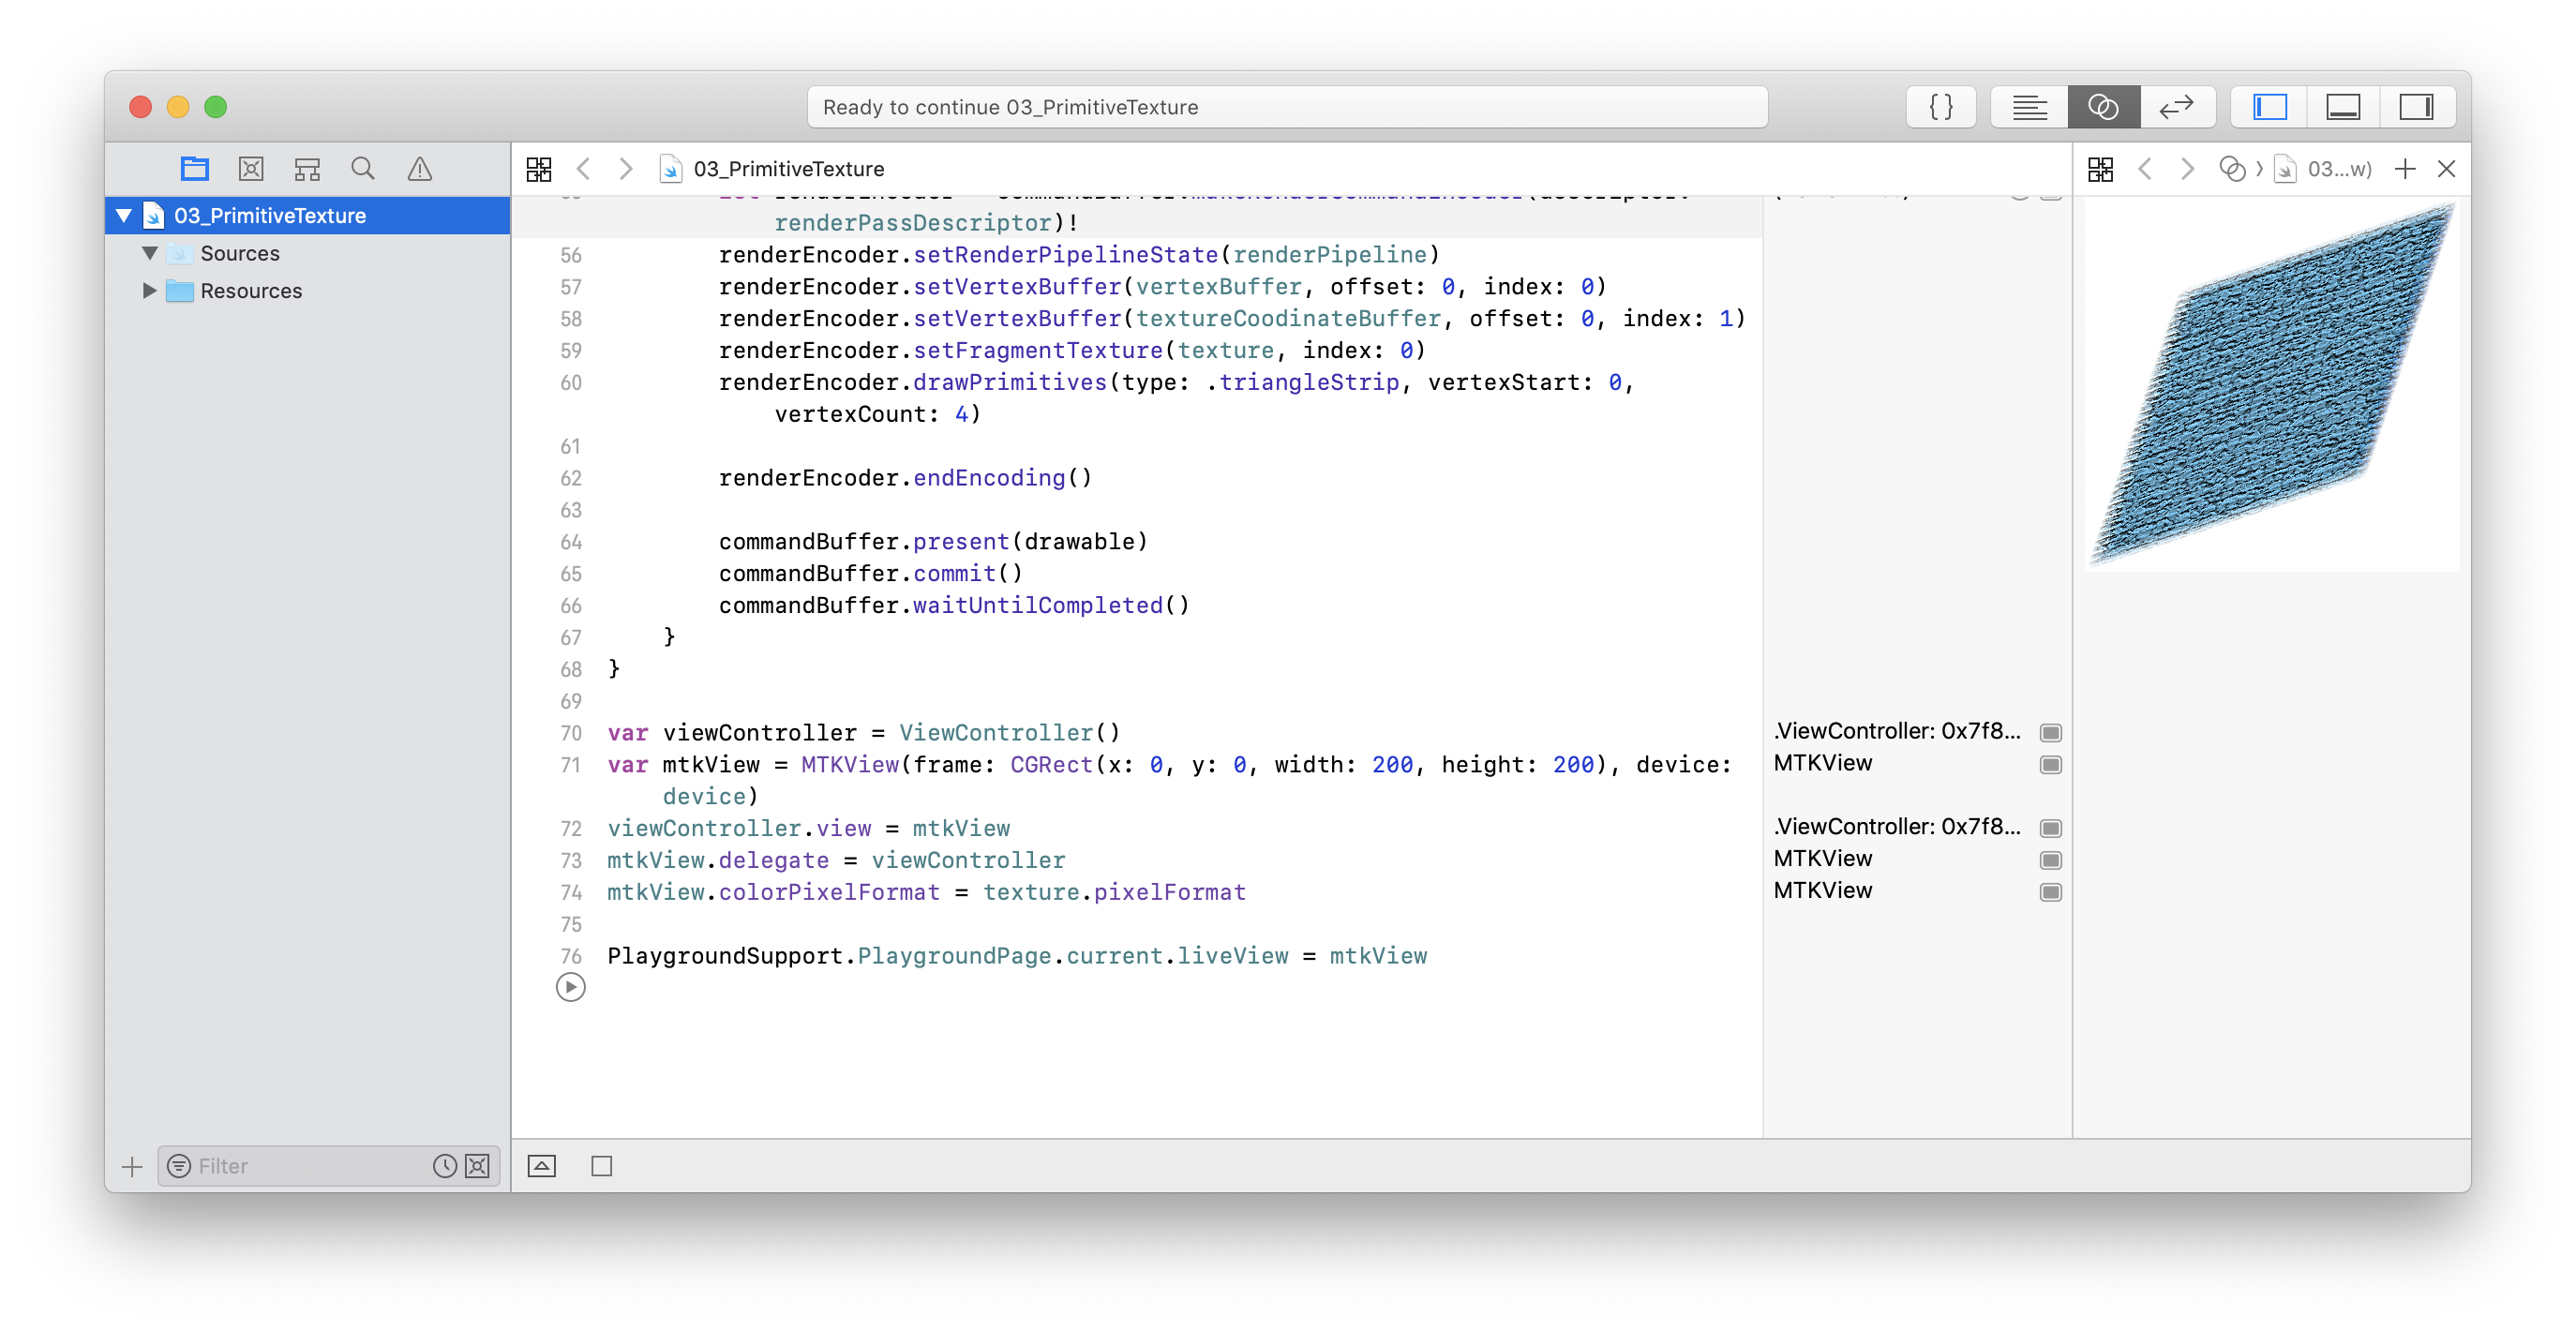 Ready to continue 03_PrimitiveTexture
03_PrimitiveTexture
03...w)
03_PrimitiveTexture
Sources
Resources
renderPassDescriptor)!
56 renderEncoder.setRenderPipelineState(renderPipeline)
57 renderEncoder.setVertexBuffer(vertexBuffer, offset: 0, index: 0)
58 renderEncoder.setVertexBuffer(textureCoodinateBuffer, offset: 0, index: 1)
59 renderEncoder.setFragmentTexture(texture, index: 0)
60 renderEncoder.drawPrimitives(type: .triangleStrip, vertexStart: 0,
vertexCount: 4)
61
62 renderEncoder.endEncoding()
63
64 commandBuffer.present(drawable)
65 commandBuffer.commit()
66 commandBuffer.waitUntilCompleted()
67 }
68 }
69
70 var viewController = ViewController()
.ViewController: 0x7f8...
71 var mtkView = MTKView(frame: CGRect(x: 0, y: 0, width: 200, height: 200), device:
MTKView
device)
72 viewController.view = mtkView
.ViewController: 0x7f8...
73 mtkView.delegate = viewController
MTKView
74 mtkView.colorPixelFormat = texture.pixelFormat
MTKView
75
76 PlaygroundSupport.PlaygroundPage.current.liveView = mtkView
Filter